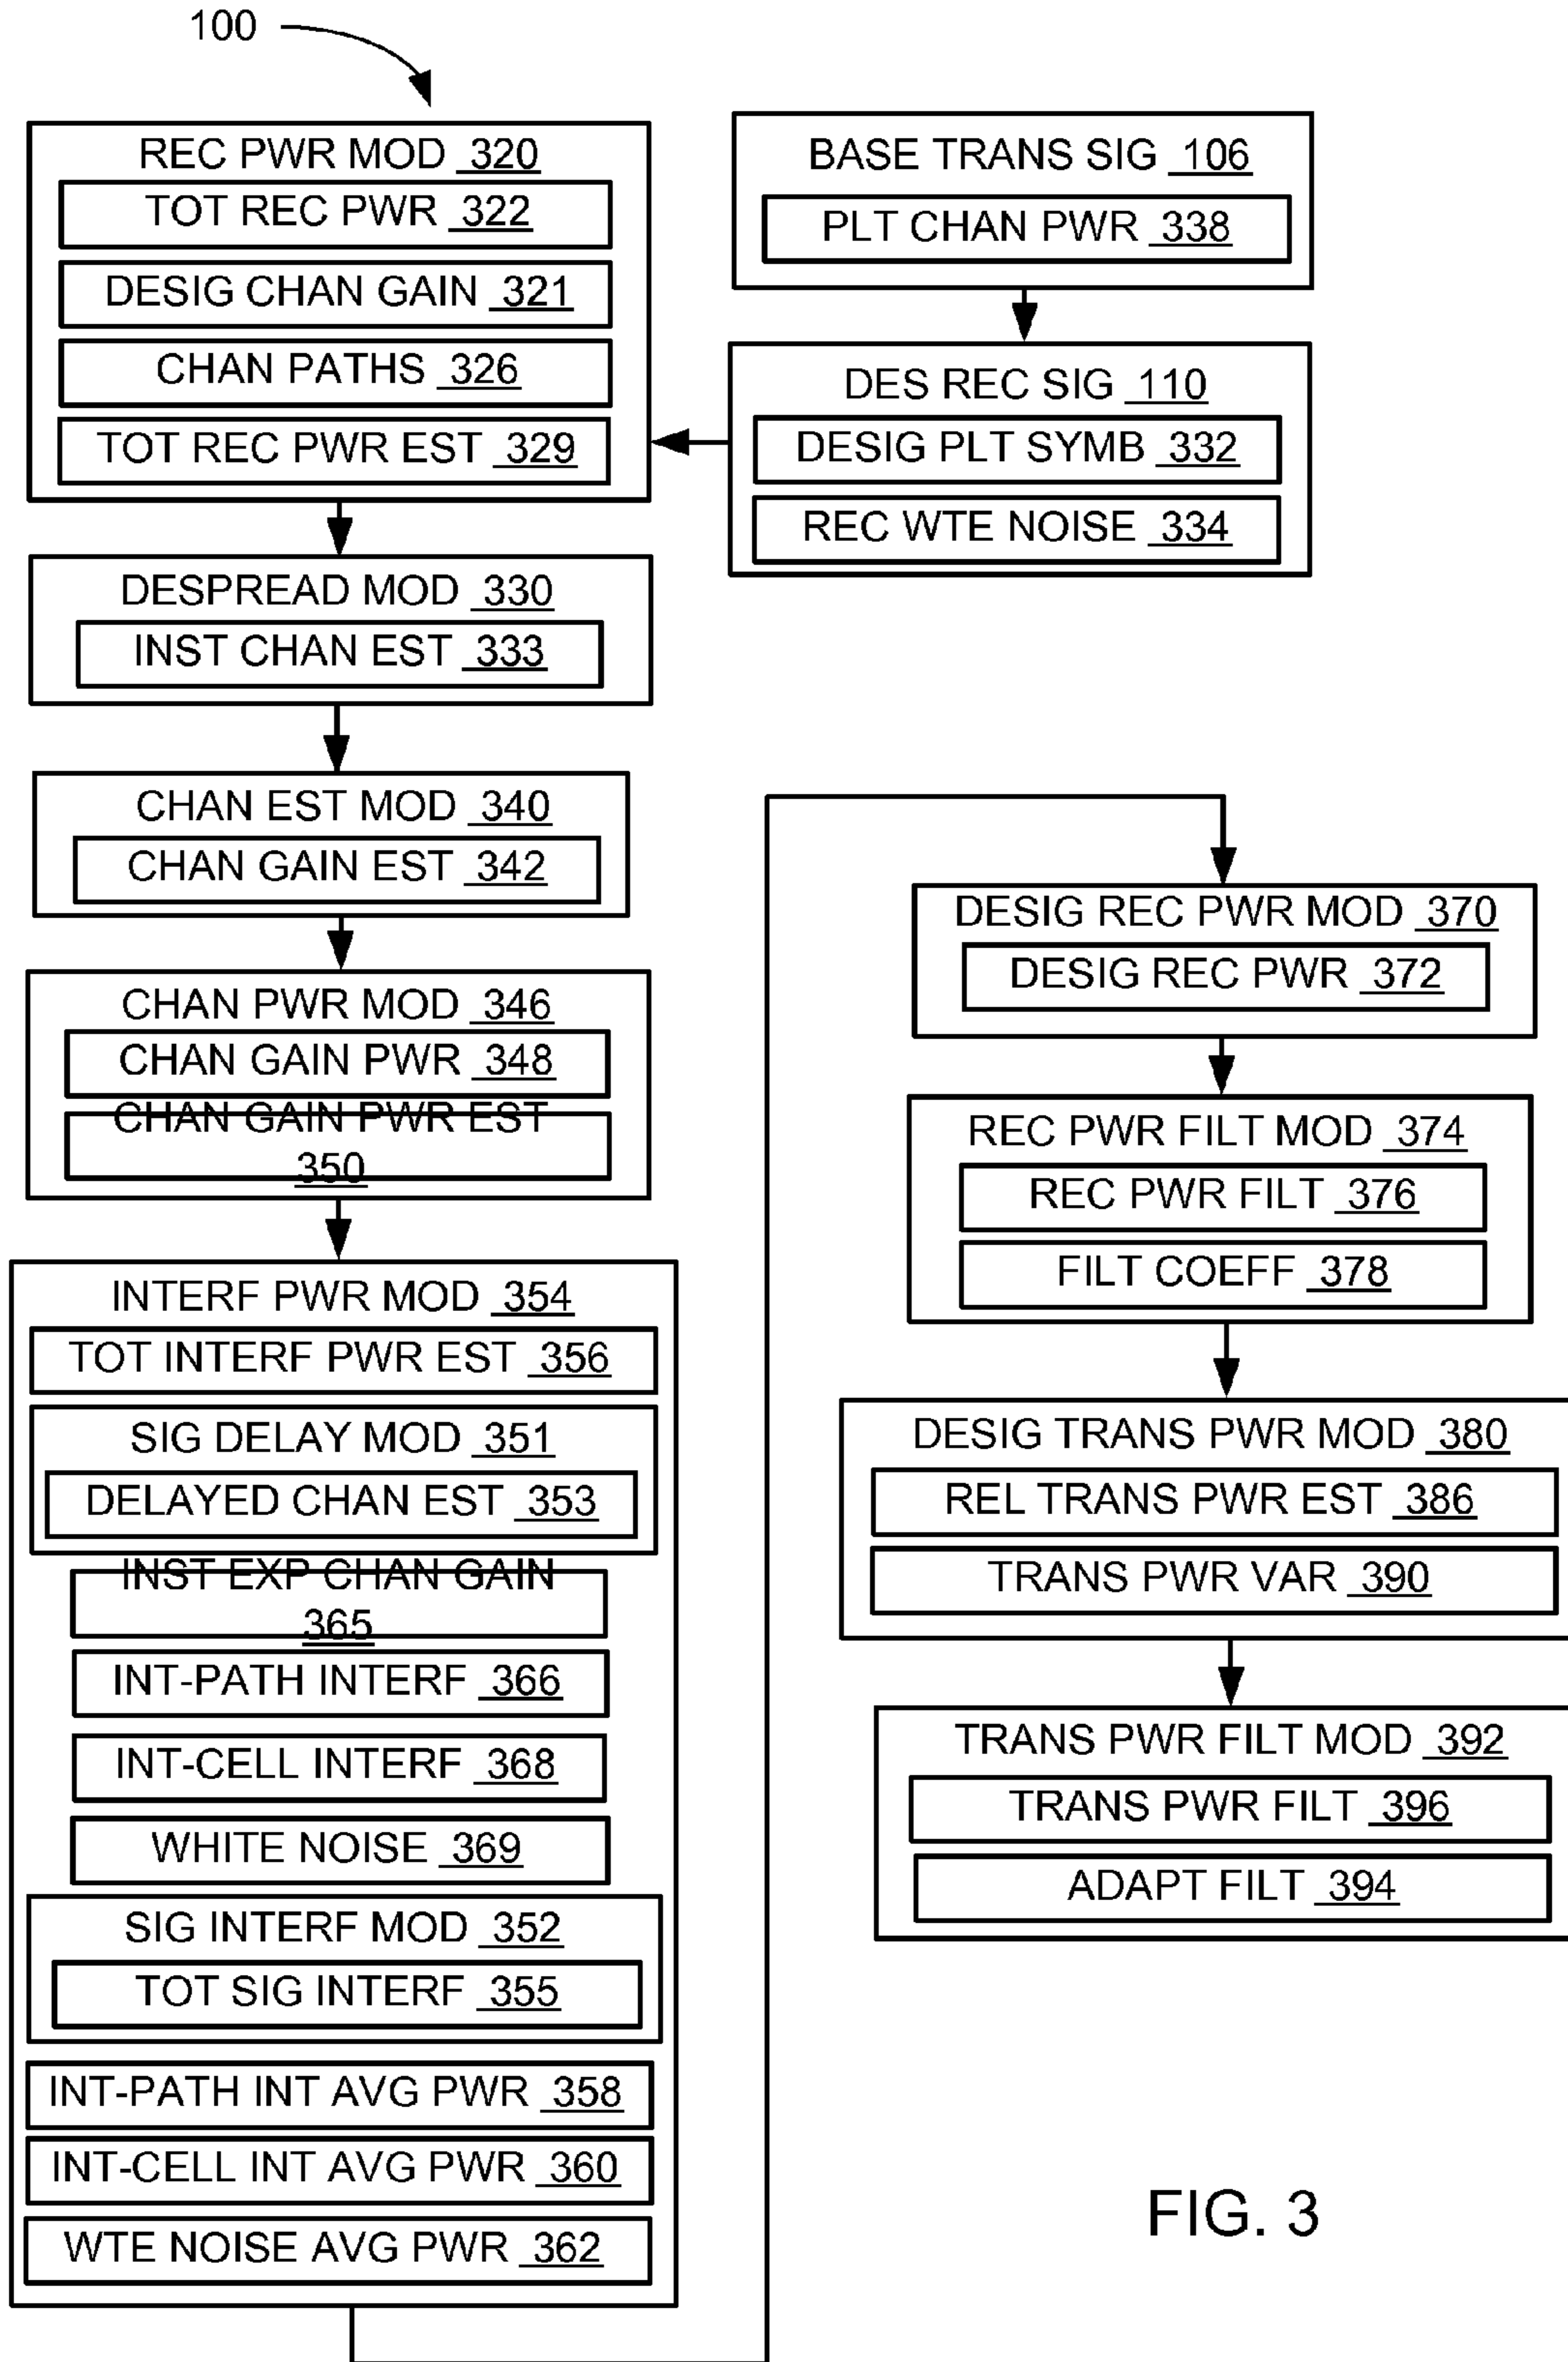 100
REC PWR MOD 320
TOT REC PWR 322
DESIG CHAN GAIN 321
CHAN PATHS 326
TOT REC PWR EST 329
BASE TRANS SIG 106
PLT CHAN PWR 338
DES REC SIG 110
DESIG PLT SYMB 332
REC WTE NOISE 334
DESPREAD MOD 330
INST CHAN EST 333
CHAN EST MOD 340
CHAN GAIN EST 342
CHAN PWR MOD 346
CHAN GAIN PWR 348
CHAN GAIN PWR EST
350
INTERF PWR MOD 354
TOT INTERF PWR EST 356
SIG DELAY MOD 351
DELAYED CHAN EST 353
INST EXP CHAN GAIN
365
INT-PATH INTERF 366
INT-CELL INTERF 368
WHITE NOISE 369
SIG INTERF MOD 352
TOT SIG INTERF 355
INT-PATH INT AVG PWR 358
INT-CELL INT AVG PWR 360
WTE NOISE AVG PWR 362
DESIG REC PWR MOD 370
DESIG REC PWR 372
REC PWR FILT MOD 374
REC PWR FILT 376
FILT COEFF 378
DESIG TRANS PWR MOD 380
REL TRANS PWR EST 386
TRANS PWR VAR 390
TRANS PWR FILT MOD 392
TRANS PWR FILT 396
ADAPT FILT 394
FIG. 3